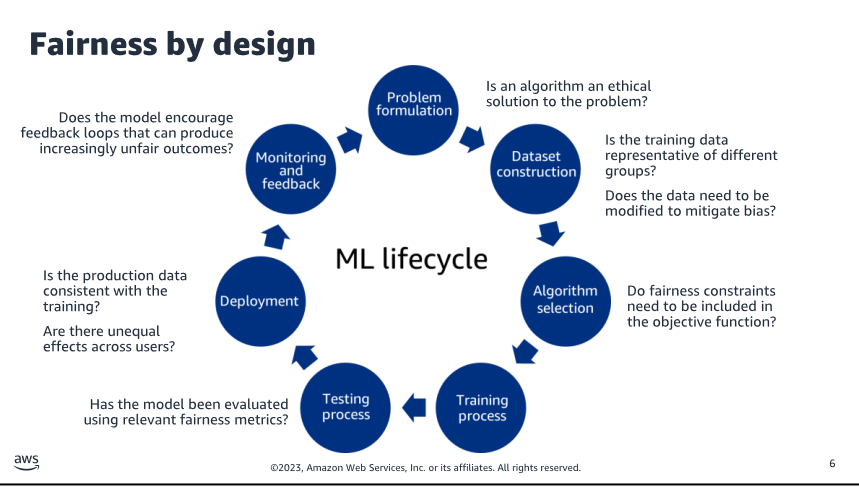 Fairness by design
Problem
formulation
Is an algorithm an ethical
solution to the problem?
Dataset
construction
Is the training data
representative of different
groups?
Does the data need to be
modified to mitigate bias?
Algorithm
selection
Do fairness constraints
need to be included in
the objective function?
Training
process
Testing
process
Has the model been evaluated
using relevant fairness metrics?
Deployment
Is the production data
consistent with the
training?
Are there unequal
effects across users?
Monitoring
and
feedback
Does the model encourage
feedback loops that can produce
increasingly unfair outcomes?
ML lifecycle
aws
©2023, Amazon Web Services, Inc. or its affiliates. All rights reserved.
6